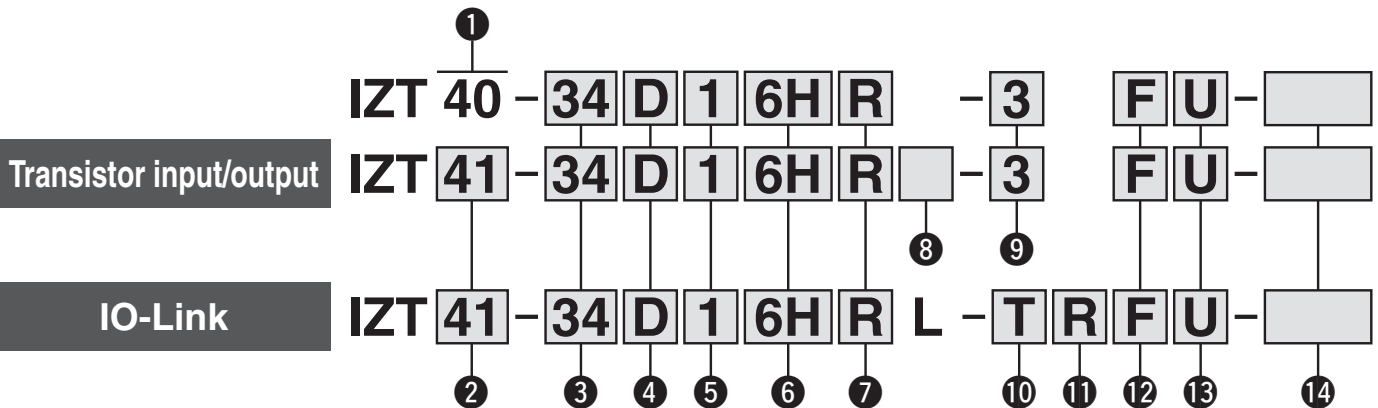 ❶
IZT 40 - 34 D 1 6H R - 3 F U -
Transistor input/output IZT 41 - 34 D 1 6H R - 3 F U -
❽ ❾
IO-Link IZT 41 - 34 D 1 6H R L - T R F U -
❷ ❸ ❹ ❺ ❻ ❼ ❿ ⓫ ⓬ ⓭ ⓮